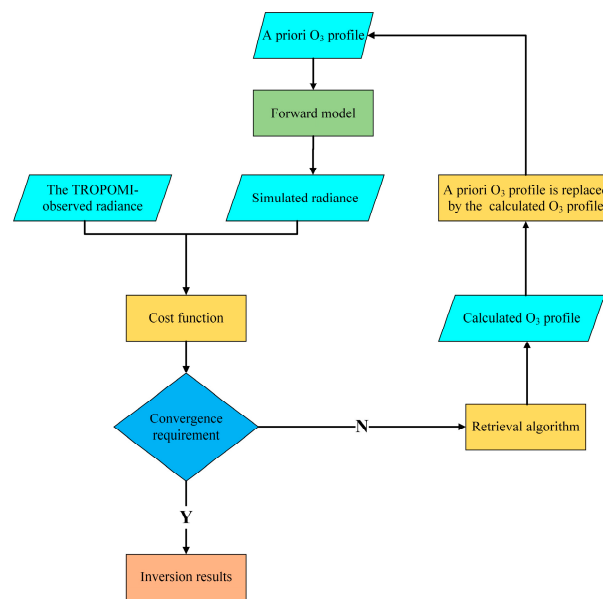 A priori O₃ profile
Forward model
The TROPOMI-
observed radiance
Simulated radiance
A priori O₃ profile is replaced
by the calculated O₃ profile
Cost function
Calculated O₃ profile
Convergence
requirement
N
Retrieval algorithm
Y
Inversion results